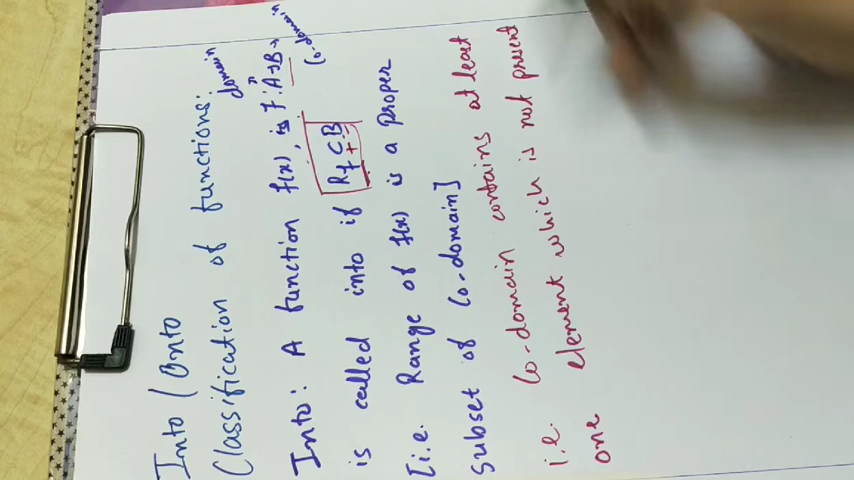 Into / Onto
Classification of functions:
domain
Into: A function f(x), is f: A→B,
Co-domain
is called into if Rf ⊊ B
[i.e. Range of f(x) is a proper
subset of Co-domain]
i.e. Co-domain contains at least
one element which is not present